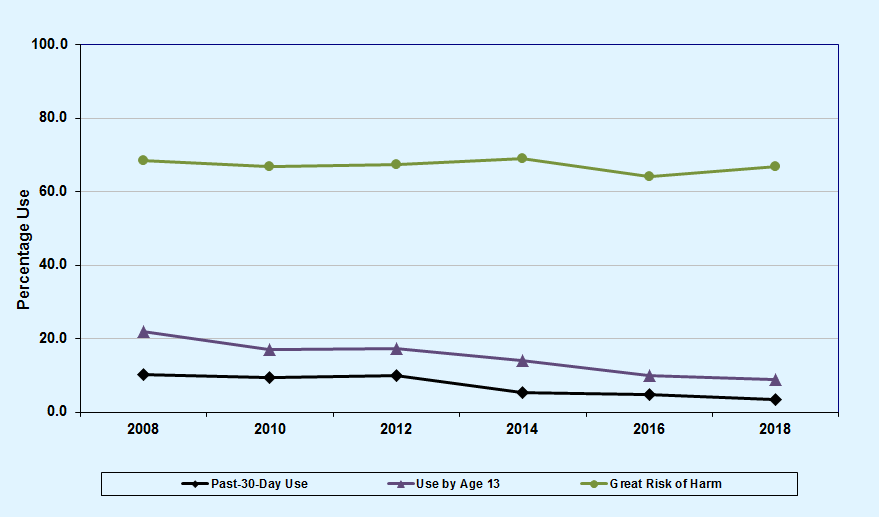 100.0
80.0
60.0
40.0
20.0
0.0
Percentage Use
2008 2010 2012 2014 2016 2018
Past-30-Day Use Use by Age 13 Great Risk of Harm